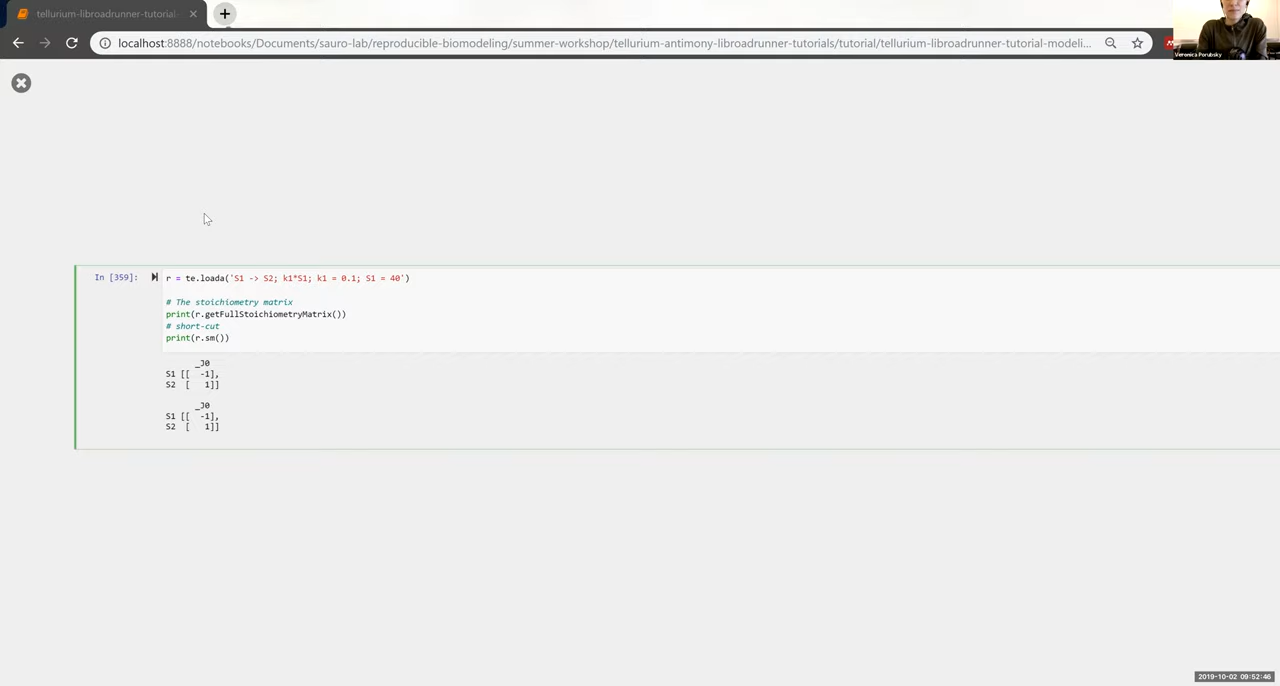 tellurium-libroadrunner-tutorial-
localhost:8888/notebooks/Documents/sauro-lab/reproducible-biomodeling/summer-workshop/tellurium-antimony-libroadrunner-tutorials/tutorial/tellurium-libroadrunner-tutorial-modeli...
Veronica Porubsky
In [359]: r = te.loada('S1 -> S2; k1*S1; k1 = 0.1; S1 = 40')
# The stoichiometry matrix
print(r.getFullStoichiometryMatrix())
# short-cut
print(r.sm())
_J0
S1 [[ -1],
S2 [ 1]]
_J0
S1 [[ -1],
S2 [ 1]]
2019-10-02 09:52:46